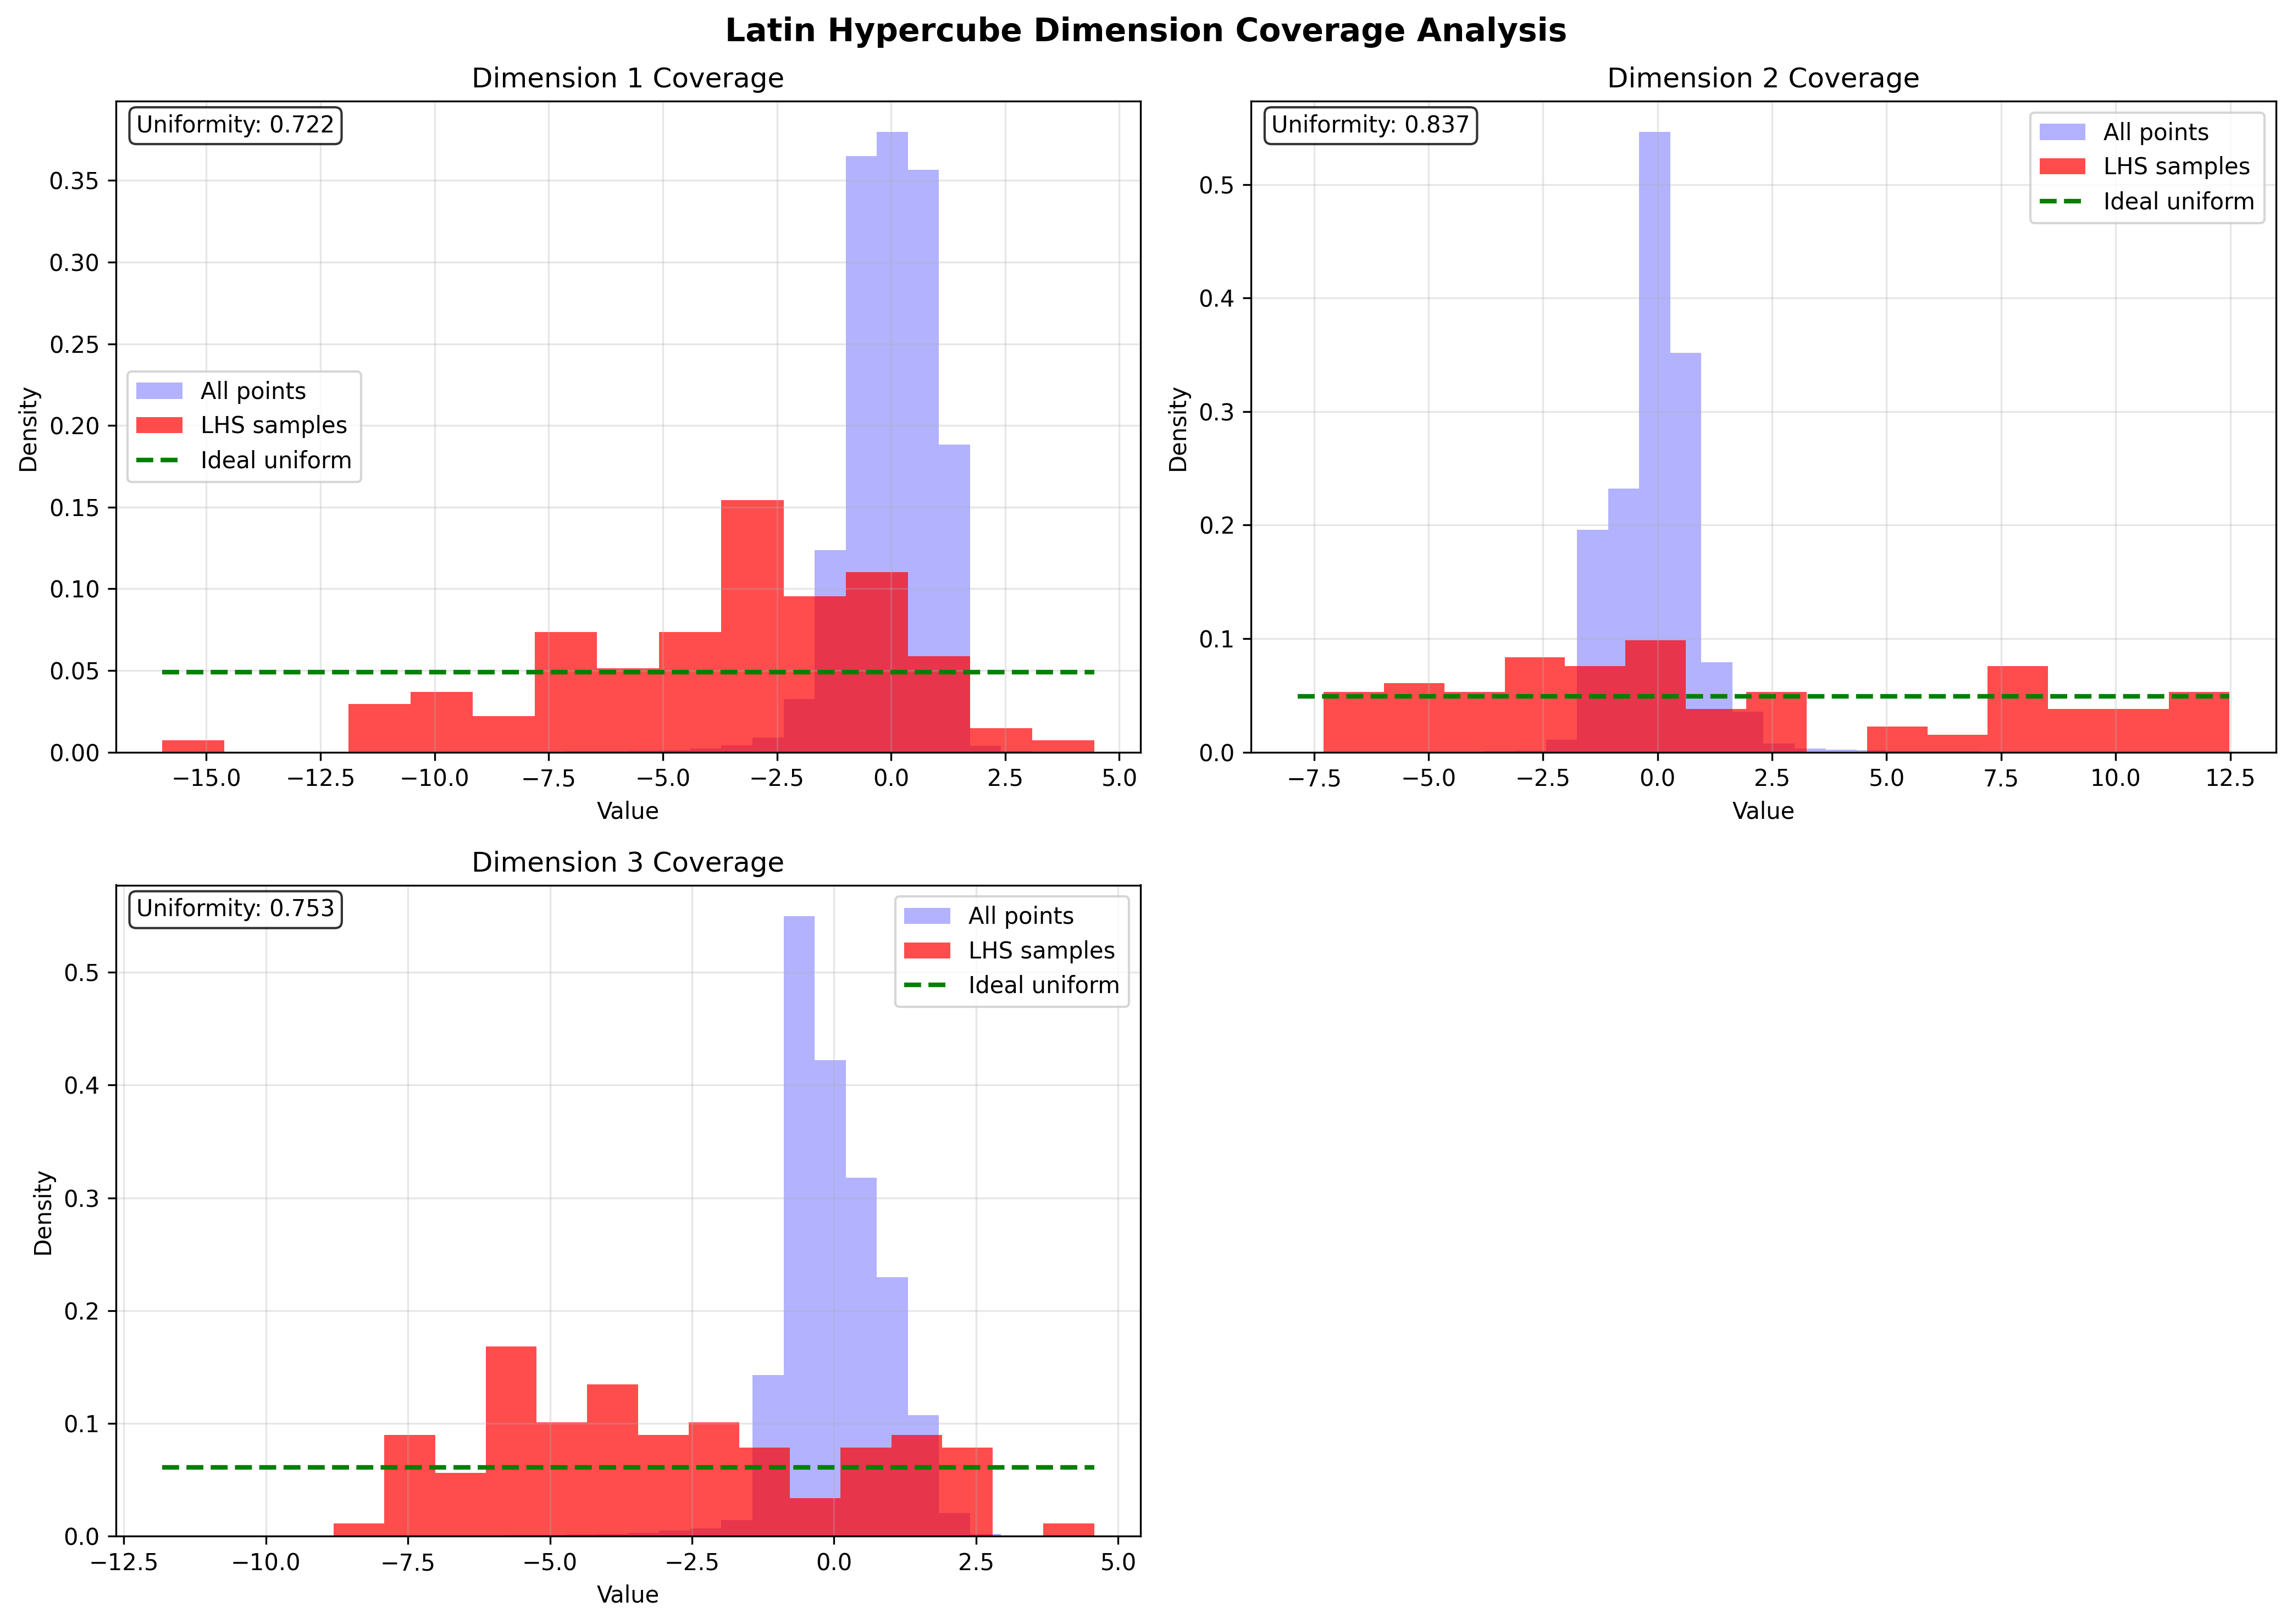 Latin Hypercube Dimension Coverage Analysis
Dimension 1 Coverage
Uniformity: 0.722
0.35
0.30
0.25
0.20
0.15
0.10
0.05
0.00
Density
All points
LHS samples
Ideal uniform
−15.0 −12.5 −10.0 −7.5 −5.0 −2.5 0.0 2.5 5.0
Value
Dimension 2 Coverage
Uniformity: 0.837
All points
LHS samples
Ideal uniform
0.5
0.4
0.3
0.2
0.1
0.0
Density
−7.5 −5.0 −2.5 0.0 2.5 5.0 7.5 10.0 12.5
Value
Dimension 3 Coverage
Uniformity: 0.753
All points
LHS samples
Ideal uniform
0.5
0.4
0.3
0.2
0.1
0.0
Density
−12.5 −10.0 −7.5 −5.0 −2.5 0.0 2.5 5.0
Value